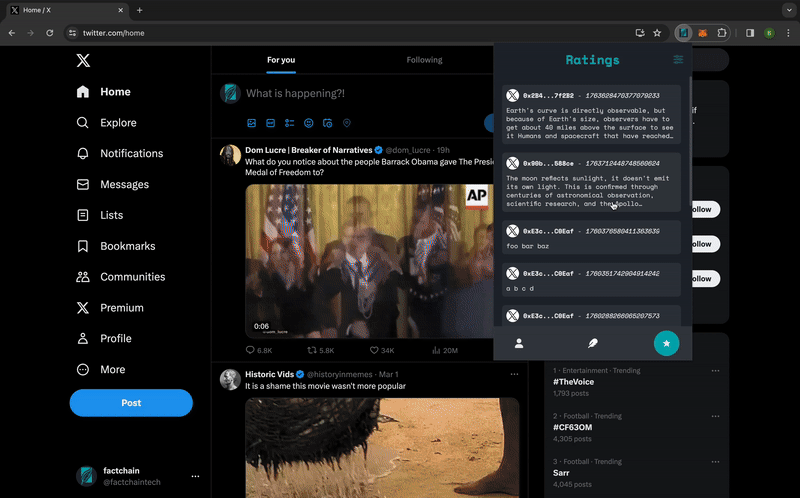 Home / X
twitter.com/home
For you
Following
Home
Explore
Notifications
Messages
Lists
Bookmarks
Communities
Premium
Profile
More
Post
factchain
@factchaintech
What is happening?!
Dom Lucre | Breaker of Narratives @dom_lucre · 19h
What do you notice about the people Barrack Obama gave The Presi
Medal of Freedom to?
AP
0:06
6.8K
5.8K
34K
20M
Historic Vids @historyinmemes · Mar 1
It is a shame this movie wasn't more popular
Ratings
0x2B4...7f2B2 - 1763628470377079233
Earth's curve is directly observable, but
because of Earth's size, observers have to
get about 40 miles above the surface to see
it Humans and spacecraft that have reached…
0x90b...588ce - 1763712448748560624
The moon reflects sunlight, it doesn't emit
its own light. This is confirmed through
centuries of astronomical observation,
scientific research, and the Apollo…
0xE3c...C0Eaf - 1760376580411363636
foo bar baz
0xE3c...C0Eaf - 1760351742904914242
a b c d
0xE3c...C0Eaf - 1760288266065207573
if
ollow
ollow
ollow
1 · Entertainment · Trending
#TheVoice
1,793 posts
2 · Football · Trending
#CF63OM
4,305 posts
3 · Football · Trending
Sarr
4,045 posts